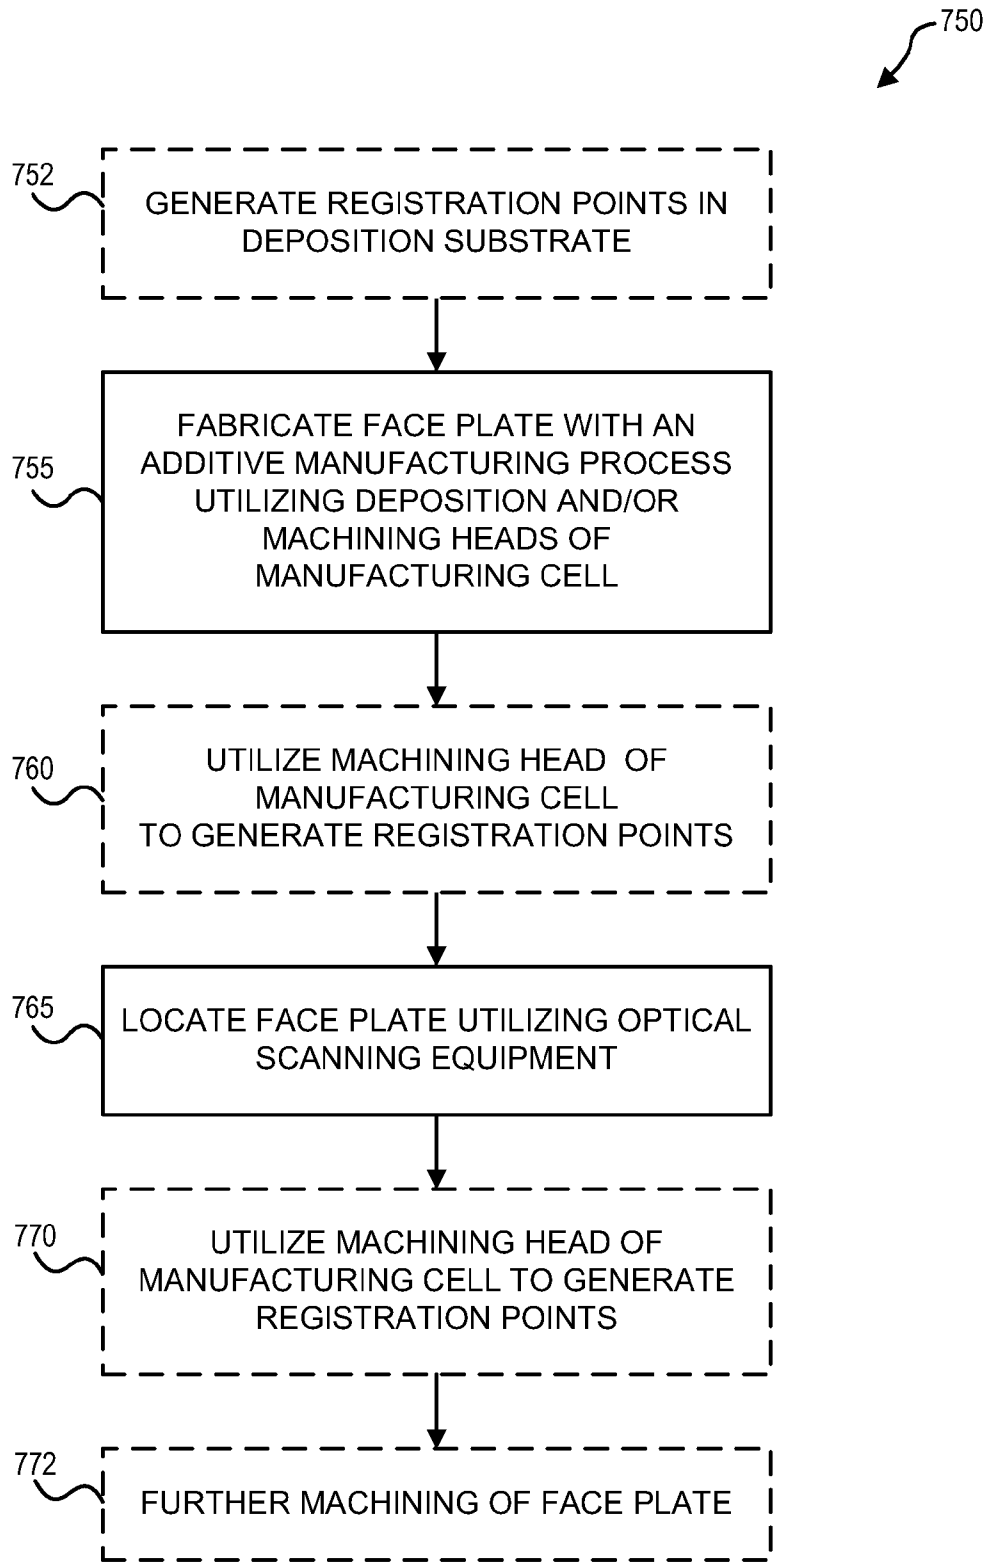 750
752
GENERATE REGISTRATION POINTS IN
DEPOSITION SUBSTRATE
755
FABRICATE FACE PLATE WITH AN
ADDITIVE MANUFACTURING PROCESS
UTILIZING DEPOSITION AND/OR
MACHINING HEADS OF
MANUFACTURING CELL
760
UTILIZE MACHINING HEAD OF
MANUFACTURING CELL
TO GENERATE REGISTRATION POINTS
765
LOCATE FACE PLATE UTILIZING OPTICAL
SCANNING EQUIPMENT
770
UTILIZE MACHINING HEAD OF
MANUFACTURING CELL TO GENERATE
REGISTRATION POINTS
772
FURTHER MACHINING OF FACE PLATE